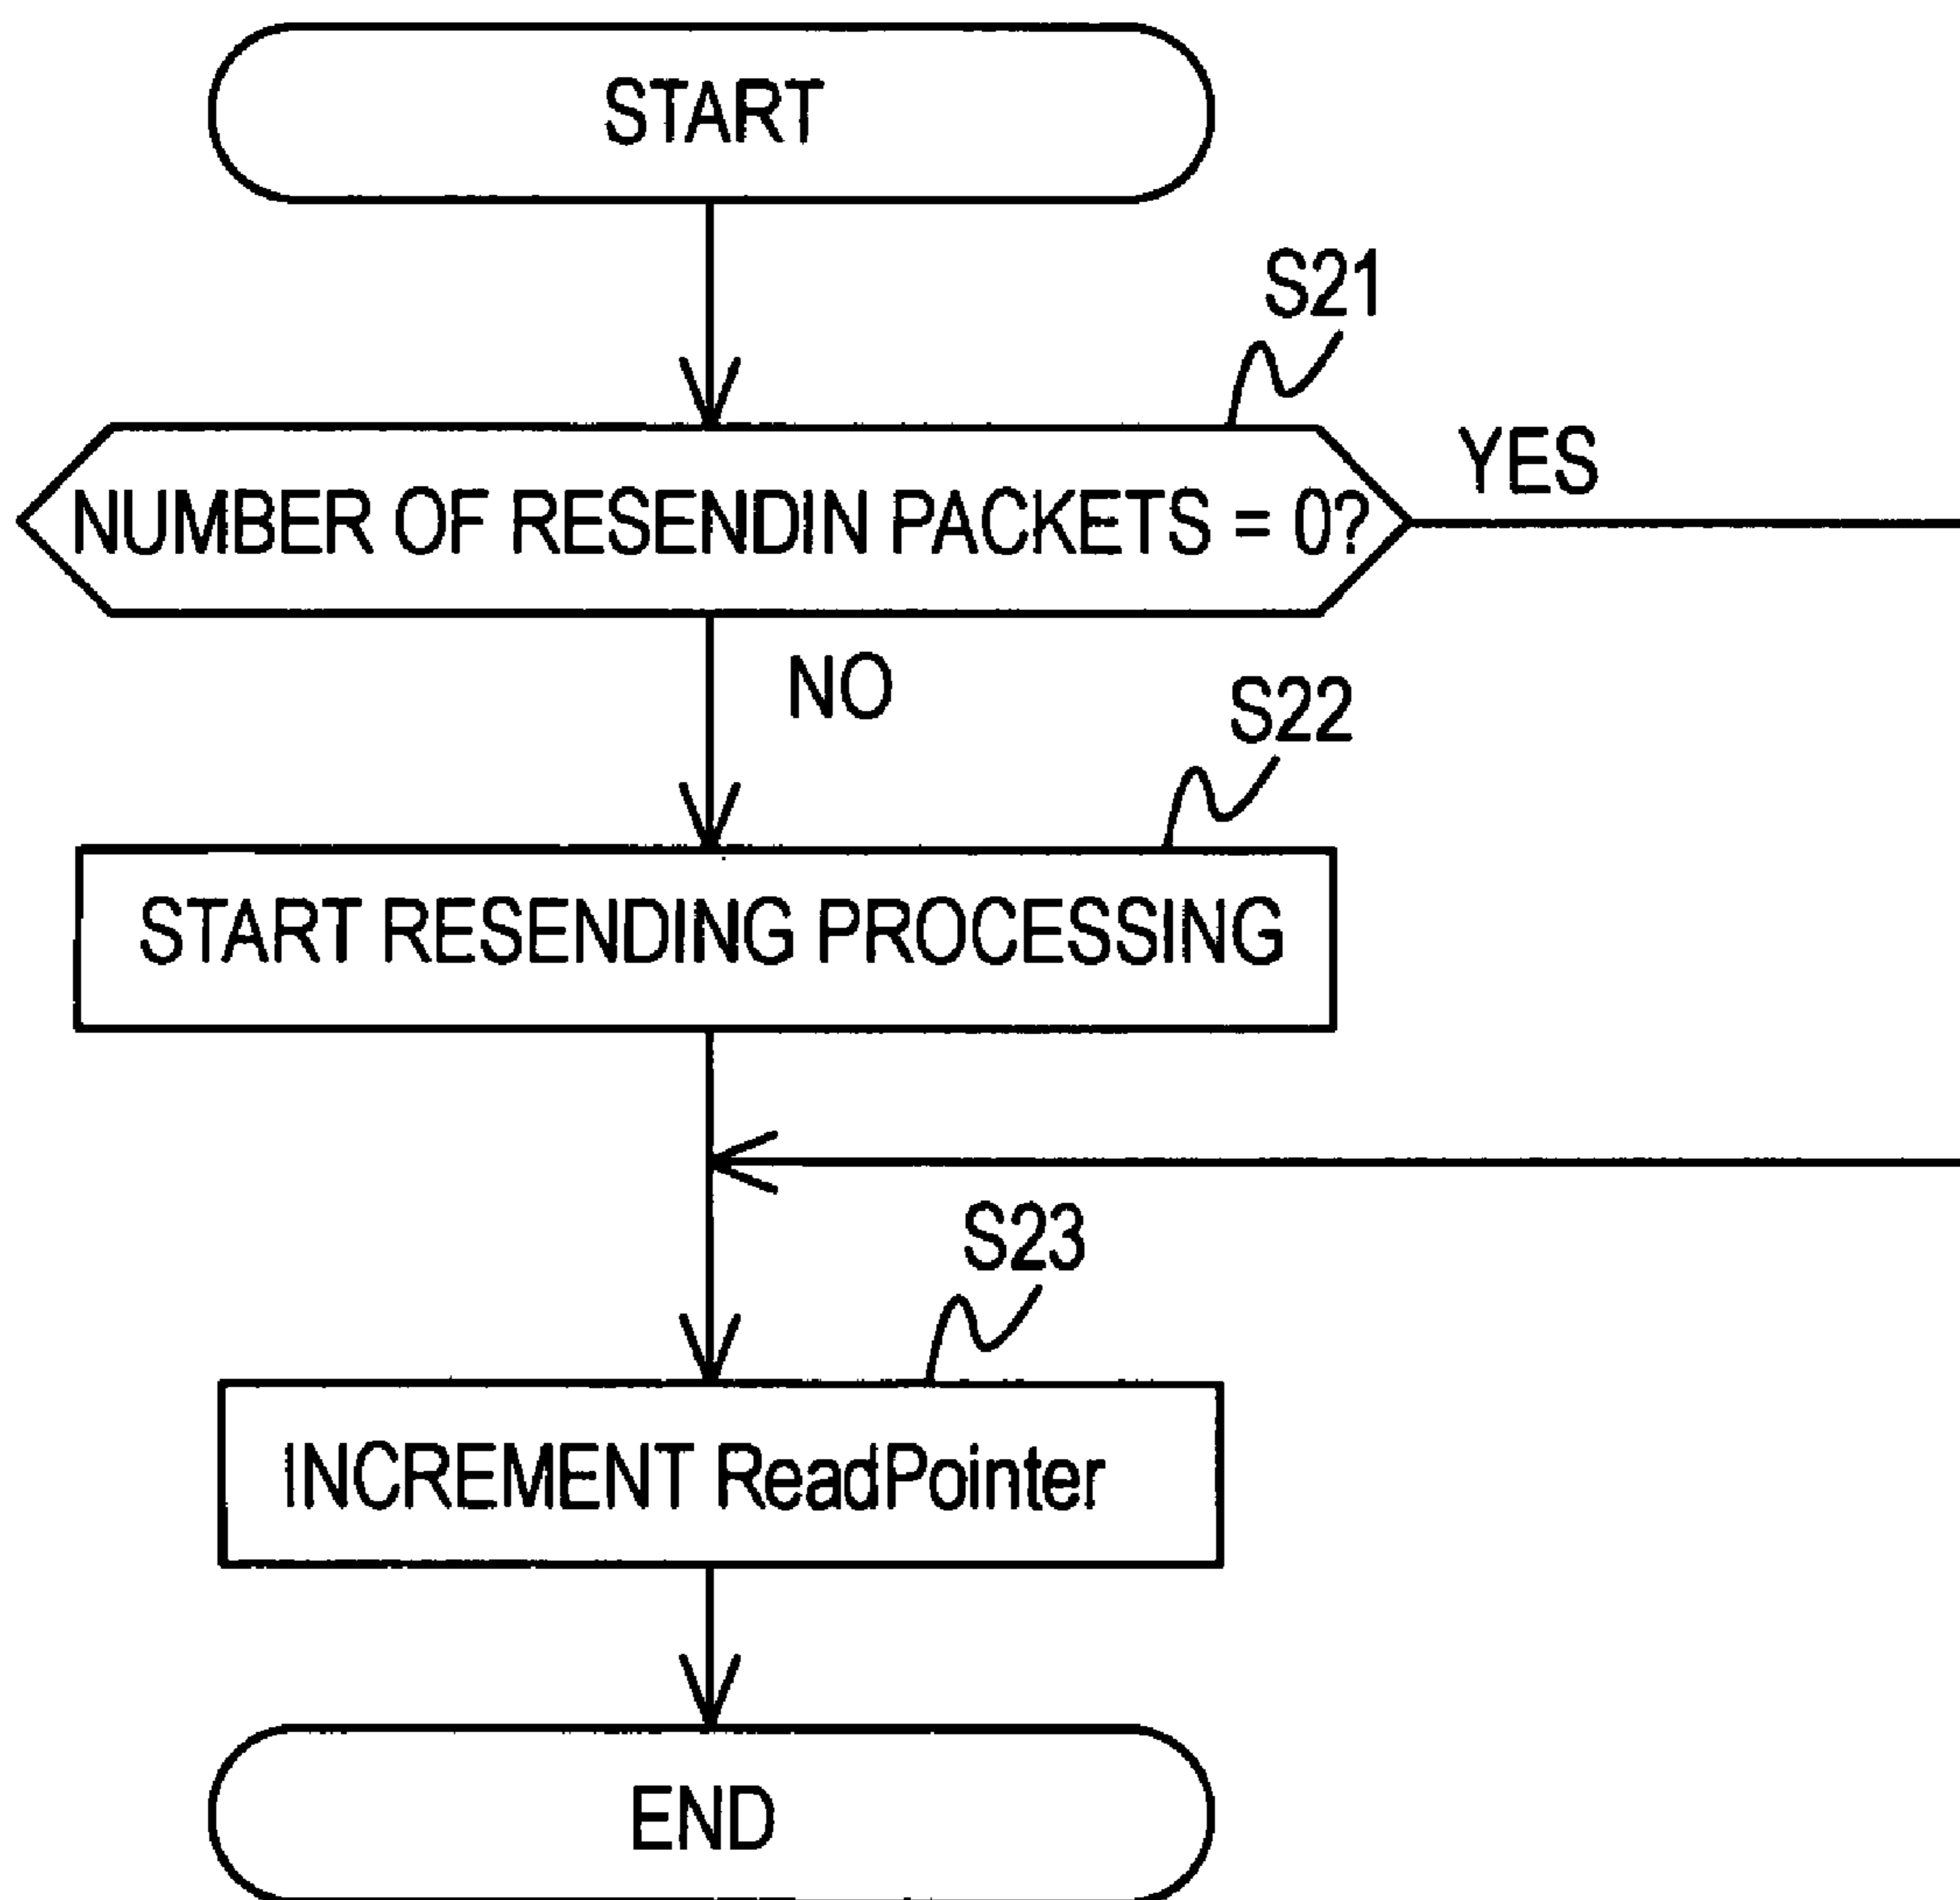 START
S21
NUMBER OF RESENDIN PACKETS = 0?
YES
NO
S22
START RESENDING PROCESSING
S23
INCREMENT ReadPointer
END